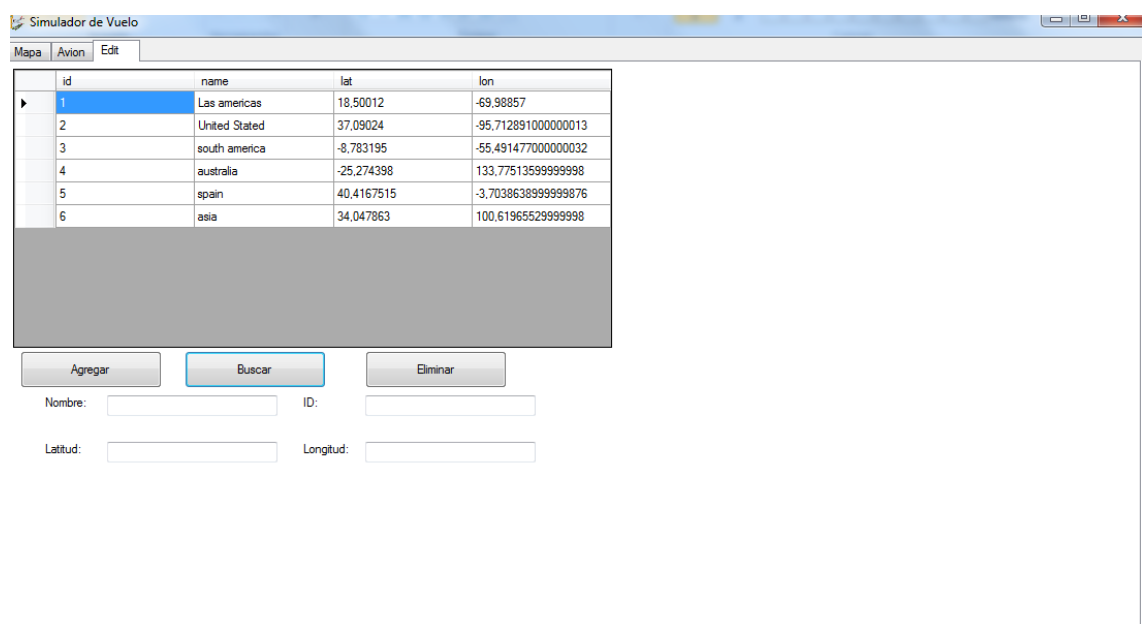 Simulador de Vuelo
Mapa Avion Edit
id name lat lon
1 Las americas 18,50012 -69,98857
2 United Stated 37,09024 -95,712891000000013
3 south america -8,783195 -55,491477000000032
4 australia -25,274398 133,77513599999998
5 spain 40,4167515 -3,7038638999999876
6 asia 34,047863 100,61965529999998
Agregar Buscar Eliminar
Nombre: ID:
Latitud: Longitud: